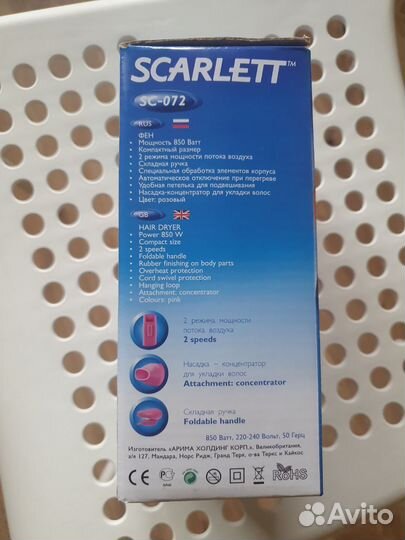 SCARLETT™
SC-072
RUS
ФЕН
• Мощность 850 Ватт
• Компактный размер
• 2 режима мощности потока воздуха
• Складная ручка
• Специальная обработка элементов корпуса
• Автоматическое отключение при перегреве
• Удобная петелька для подвешивания
• Насадка-концентратор для укладки волос
• Цвет: розовый
GB
HAIR DRYER
• Power 850 W
• Compact size
• 2 speeds
• Foldable handle
• Rubber finishing on body parts
• Overheat protection
• Cord swivel protection
• Hanging loop
• Attachment: concentrator
• Colours: pink
2 режима мощности
потока воздуха
2 speeds
Насадка – концентратор
для укладки волос
Attachment: concentrator
Складная ручка
Foldable handle
850 Ватт, 220-240 Вольт, 50 Герц
Изготовитель «АРИМА ХОЛДИНГ КОРП.», Великобритания,
а/я 127, Мандара, Норс Ридж, Гранд Терк, о-ва Теркс и Кайкос
CE
RoHS
Avito